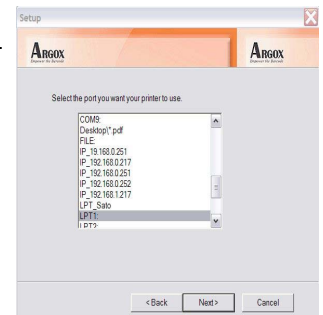 Setup
ARGOX
ARGOX
Select the port you want your printer to use.
COM9:
Desktop\*.pdf
FILE:
IP_19.168.0.251
IP_192.168.0.217
IP_192.168.0.251
IP_192.168.0.252
IP_192.168.1.217
LPT_Sato
LPT1:
LPT2:
< Back
Next >
Cancel